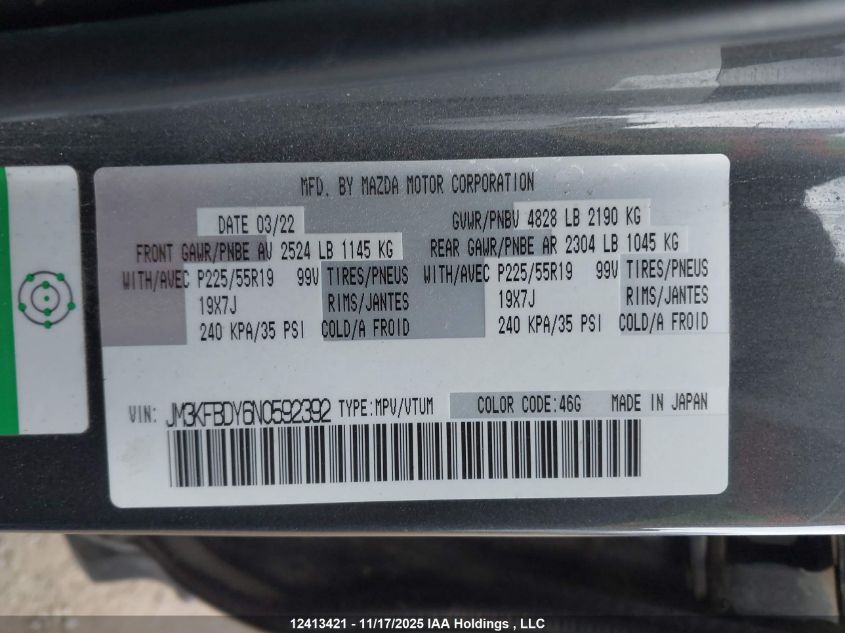 MFD. BY MAZDA MOTOR CORPORATION
DATE 03/22 GVWR/PNBV 4828 LB 2190 KG
FRONT GAWR/PNBE AV 2524 LB 1145 KG REAR GAWR/PNBE AR 2304 LB 1045 KG
WITH/AVEC P225/55R19 99V TIRES/PNEUS WITH/AVEC P225/55R19 99V TIRES/PNEUS
19X7J RIMS/JANTES 19X7J RIMS/JANTES
240 KPA/35 PSI COLD/A FROID 240 KPA/35 PSI COLD/A FROID
VIN: JM3KFBDY6N0592392 TYPE:MPV/VTUM COLOR CODE:46G MADE IN JAPAN
12413421 - 11/17/2025 IAA Holdings , LLC